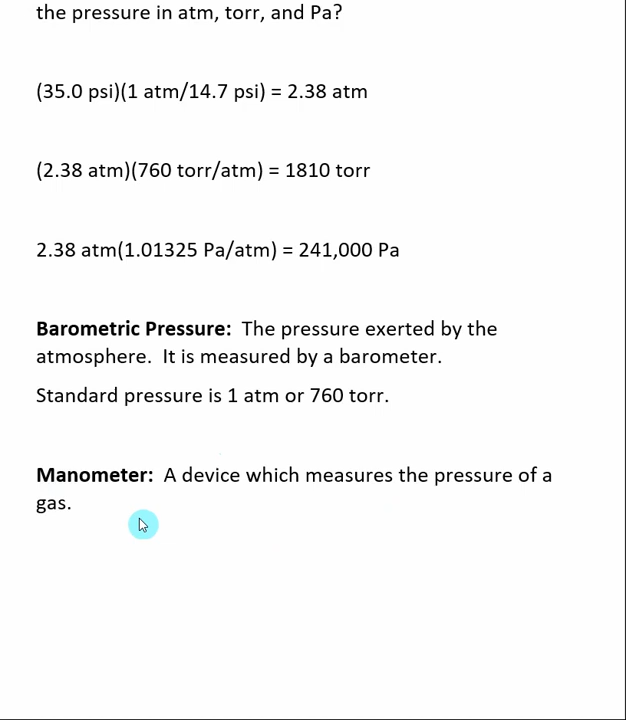 the pressure in atm, torr, and Pa?
(35.0 psi)(1 atm/14.7 psi) = 2.38 atm
(2.38 atm)(760 torr/atm) = 1810 torr
2.38 atm(1.01325 Pa/atm) = 241,000 Pa
Barometric Pressure:  The pressure exerted by the
atmosphere.  It is measured by a barometer.
Standard pressure is 1 atm or 760 torr.
Manometer:  A device which measures the pressure of a
gas.